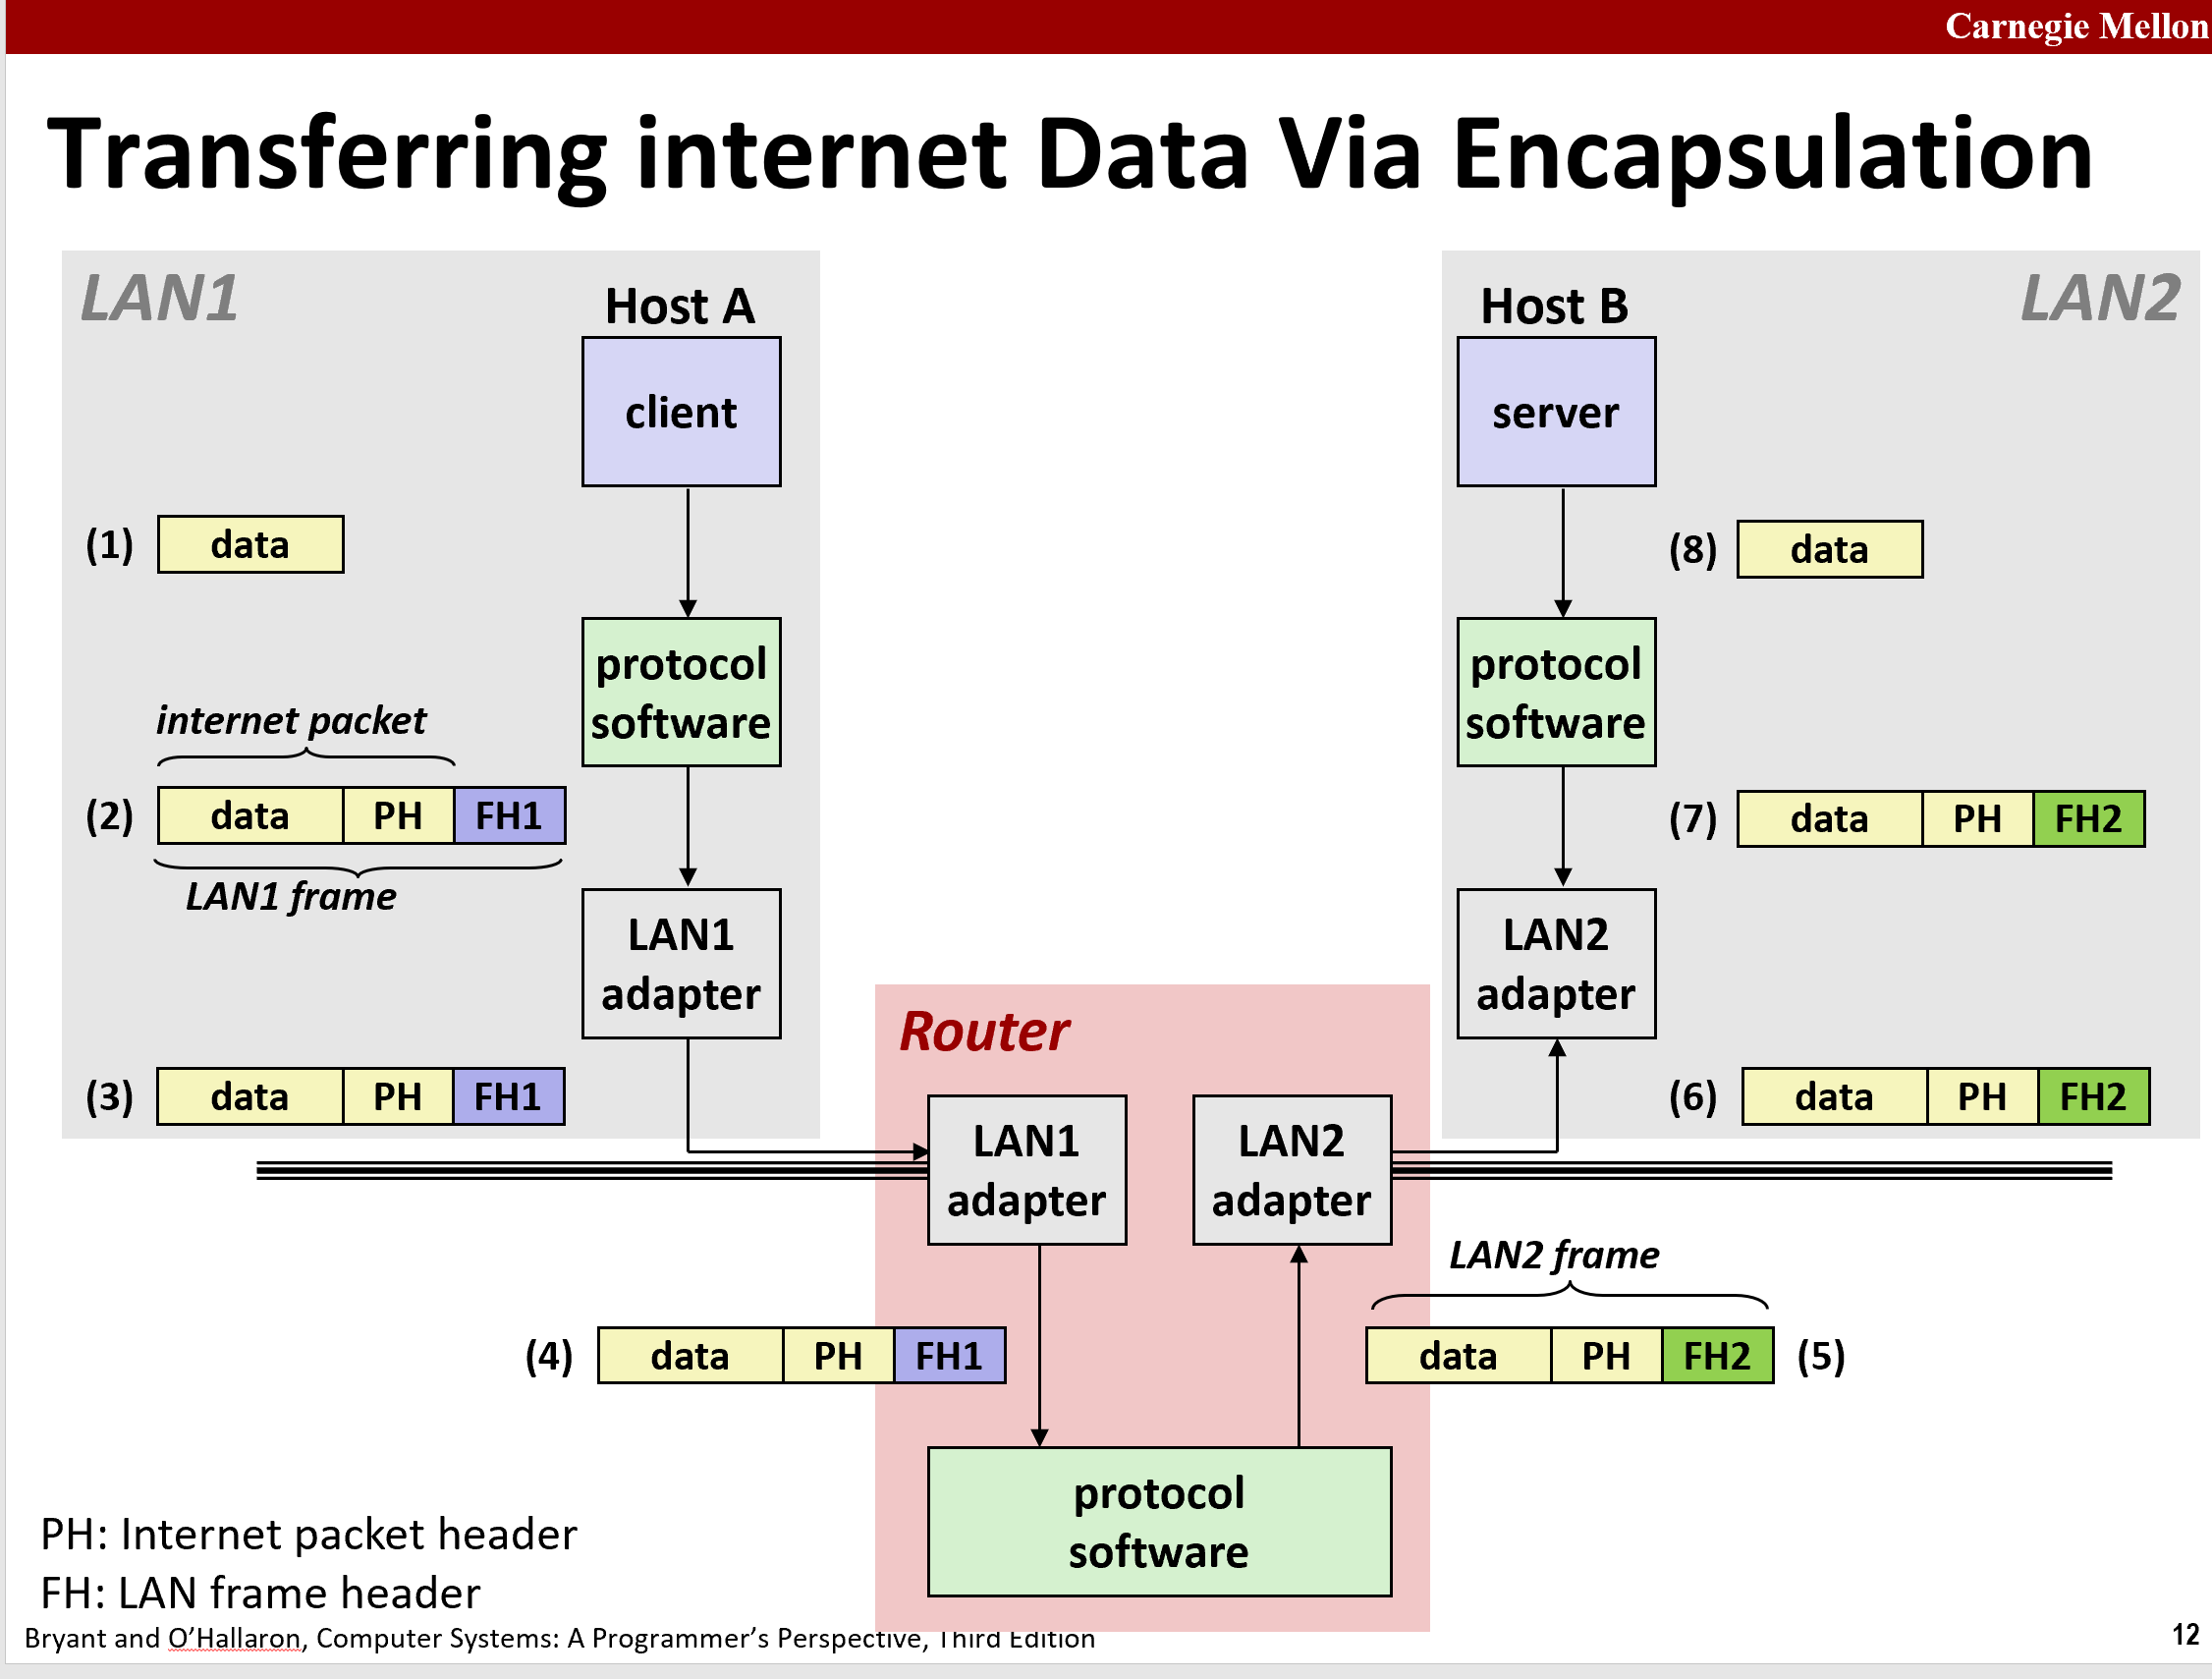 Carnegie Mellon
Transferring internet Data Via Encapsulation
LAN1
Host A
client
(1) data
protocol
software
internet packet
(2) data PH FH1
LAN1 frame
LAN1
adapter
(3) data PH FH1
Host B
LAN2
server
(8) data
protocol
software
(7) data PH FH2
LAN2
adapter
(6) data PH FH2
Router
LAN1
adapter
LAN2
adapter
LAN2 frame
(4) data PH FH1
data PH FH2 (5)
protocol
software
PH: Internet packet header
FH: LAN frame header
Bryant and O’Hallaron, Computer Systems: A Programmer’s Perspective, Third Edition
12